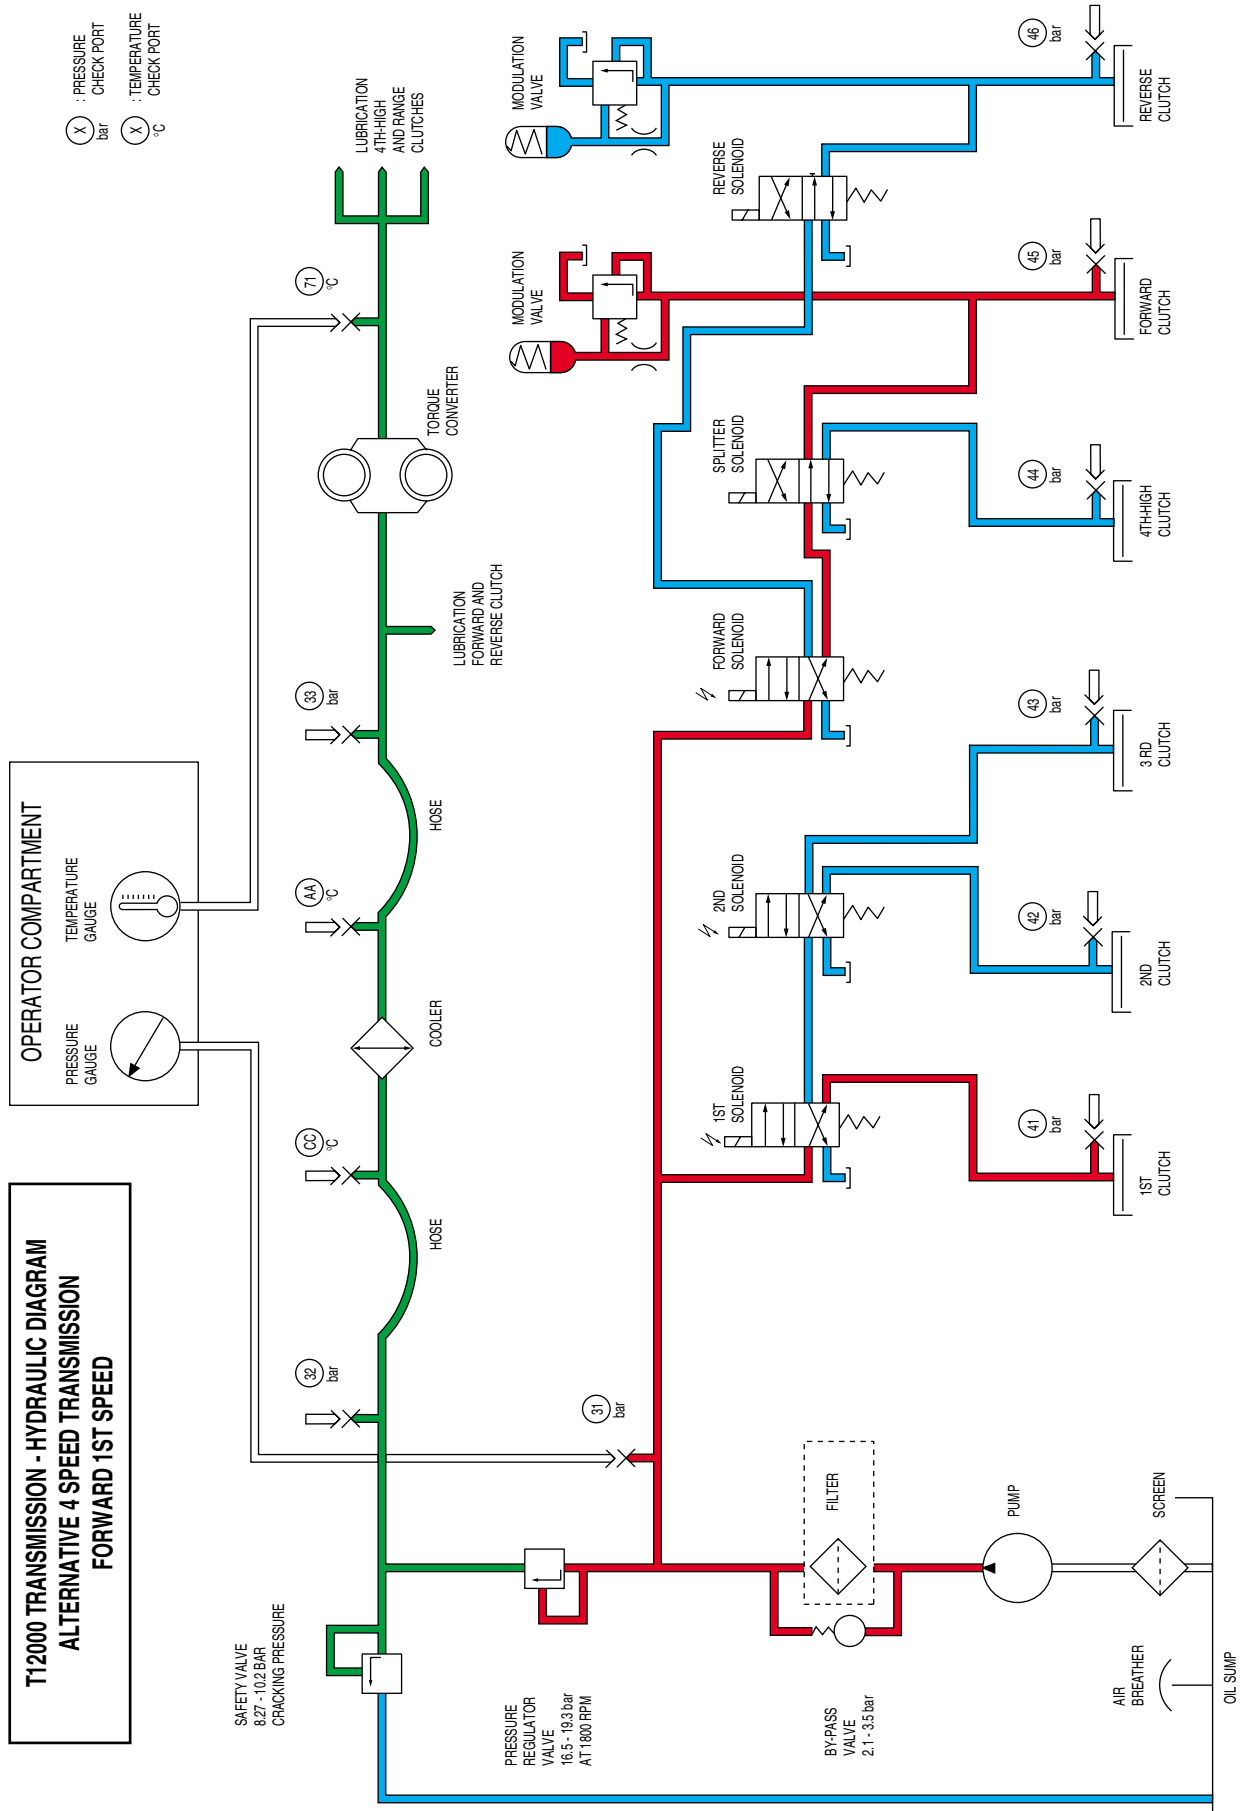 T12000 TRANSMISSION - HYDRAULIC DIAGRAM
ALTERNATIVE 4 SPEED TRANSMISSION
FORWARD 1ST SPEED
OPERATOR COMPARTMENT
PRESSURE
GAUGE
TEMPERATURE
GAUGE
X
bar
: PRESSURE
CHECK PORT
X
°C
: TEMPERATURE
CHECK PORT
SAFETY VALVE
8.27 - 10.2 BAR
CRACKING PRESSURE
32
bar
HOSE
CC
°C
COOLER
AA
°C
HOSE
33
bar
LUBRICATION
FORWARD AND
REVERSE CLUTCH
TORQUE
CONVERTER
71
°C
LUBRICATION
4TH-HIGH
AND RANGE
CLUTCHES
PRESSURE
REGULATOR
VALVE
16.5 - 19.3 bar
AT 1800 RPM
31
bar
MODULATION
VALVE
MODULATION
VALVE
1ST
SOLENOID
2ND
SOLENOID
FORWARD
SOLENOID
SPLITTER
SOLENOID
REVERSE
SOLENOID
BY-PASS
VALVE
2.1 - 3.5 bar
FILTER
PUMP
SCREEN
AIR
BREATHER
OIL SUMP
41
bar
1ST
CLUTCH
42
bar
2ND
CLUTCH
43
bar
3 RD
CLUTCH
44
bar
4TH-HIGH
CLUTCH
45
bar
FORWARD
CLUTCH
46
bar
REVERSE
CLUTCH